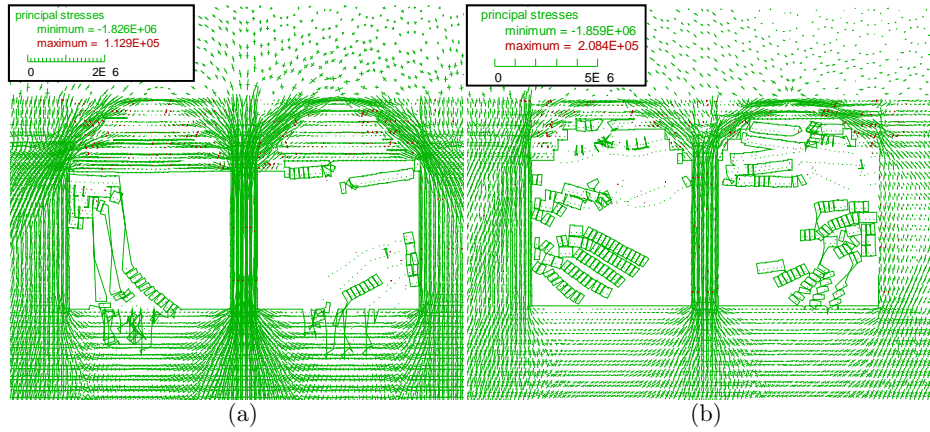 principal stresses
minimum = -1.826E+06
maximum = 1.129E+05
0 2E 6
principal stresses
minimum = -1.859E+06
maximum = 2.084E+05
0 5E 6
(a)
(b)